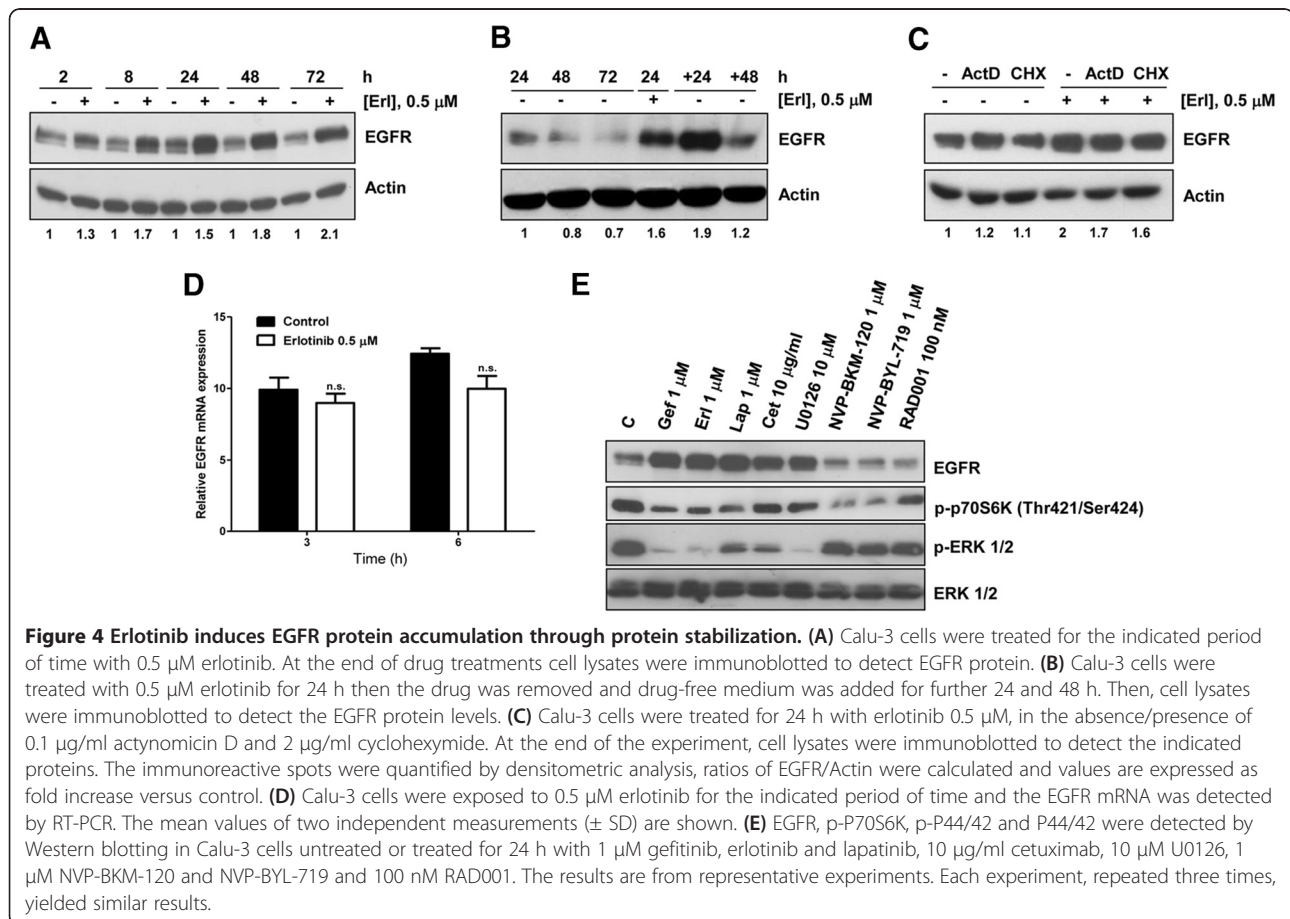 A
2 8 24 48 72 h
- + - + - + - + - + [Erl], 0.5 µM
EGFR
Actin
1 1.3 1 1.7 1 1.5 1 1.8 1 2.1
B
24 48 72 24 +24 +48 h
- - - + - - [Erl], 0.5 µM
EGFR
Actin
1 0.8 0.7 1.6 1.9 1.2
C
- ActD CHX - ActD CHX
- - - + + + [Erl], 0.5 µM
EGFR
Actin
1 1.2 1.1 2 1.7 1.6
D
Relative EGFR mRNA expression
15
10
5
0
Control
Erlotinib 0.5 µM
n.s.
n.s.
3 6
Time (h)
E
C
Gef 1 µM
Erl 1 µM
Lap 1 µM
Cet 10 µg/ml
U0126 10 µM
NVP-BKM-120 1 µM
NVP-BYL-719 1 µM
RAD001 100 nM
EGFR
p-p70S6K (Thr421/Ser424)
p-ERK 1/2
ERK 1/2
Figure 4 Erlotinib induces EGFR protein accumulation through protein stabilization. (A) Calu-3 cells were treated for the indicated period
of time with 0.5 µM erlotinib. At the end of drug treatments cell lysates were immunoblotted to detect EGFR protein. (B) Calu-3 cells were
treated with 0.5 µM erlotinib for 24 h then the drug was removed and drug-free medium was added for further 24 and 48 h. Then, cell lysates
were immunoblotted to detect the EGFR protein levels. (C) Calu-3 cells were treated for 24 h with erlotinib 0.5 µM, in the absence/presence of
0.1 µg/ml actynomicin D and 2 µg/ml cyclohexymide. At the end of the experiment, cell lysates were immunoblotted to detect the indicated
proteins. The immunoreactive spots were quantified by densitometric analysis, ratios of EGFR/Actin were calculated and values are expressed as
fold increase versus control. (D) Calu-3 cells were exposed to 0.5 µM erlotinib for the indicated period of time and the EGFR mRNA was detected
by RT-PCR. The mean values of two independent measurements (± SD) are shown. (E) EGFR, p-P70S6K, p-P44/42 and P44/42 were detected by
Western blotting in Calu-3 cells untreated or treated for 24 h with 1 µM gefitinib, erlotinib and lapatinib, 10 µg/ml cetuximab, 10 µM U0126, 1
µM NVP-BKM-120 and NVP-BYL-719 and 100 nM RAD001. The results are from representative experiments. Each experiment, repeated three times,
yielded similar results.